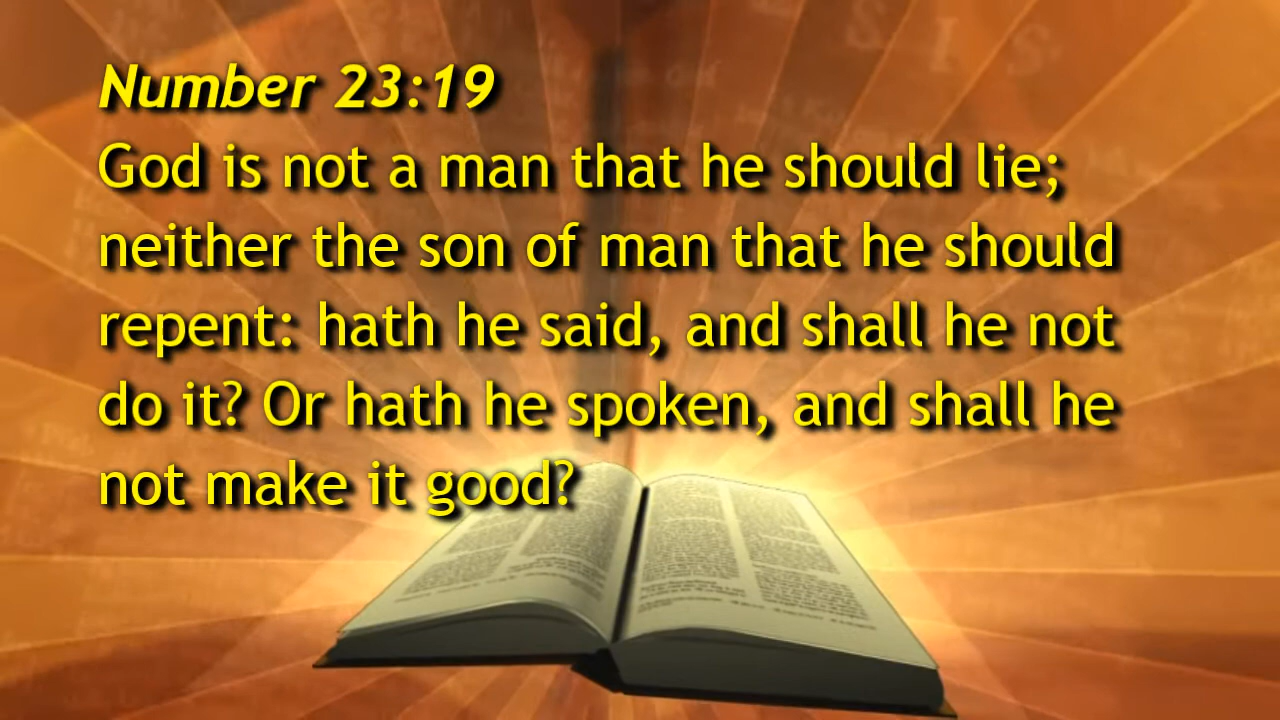 Number 23:19
God is not a man that he should lie;
neither the son of man that he should
repent: hath he said, and shall he not
do it? Or hath he spoken, and shall he
not make it good?